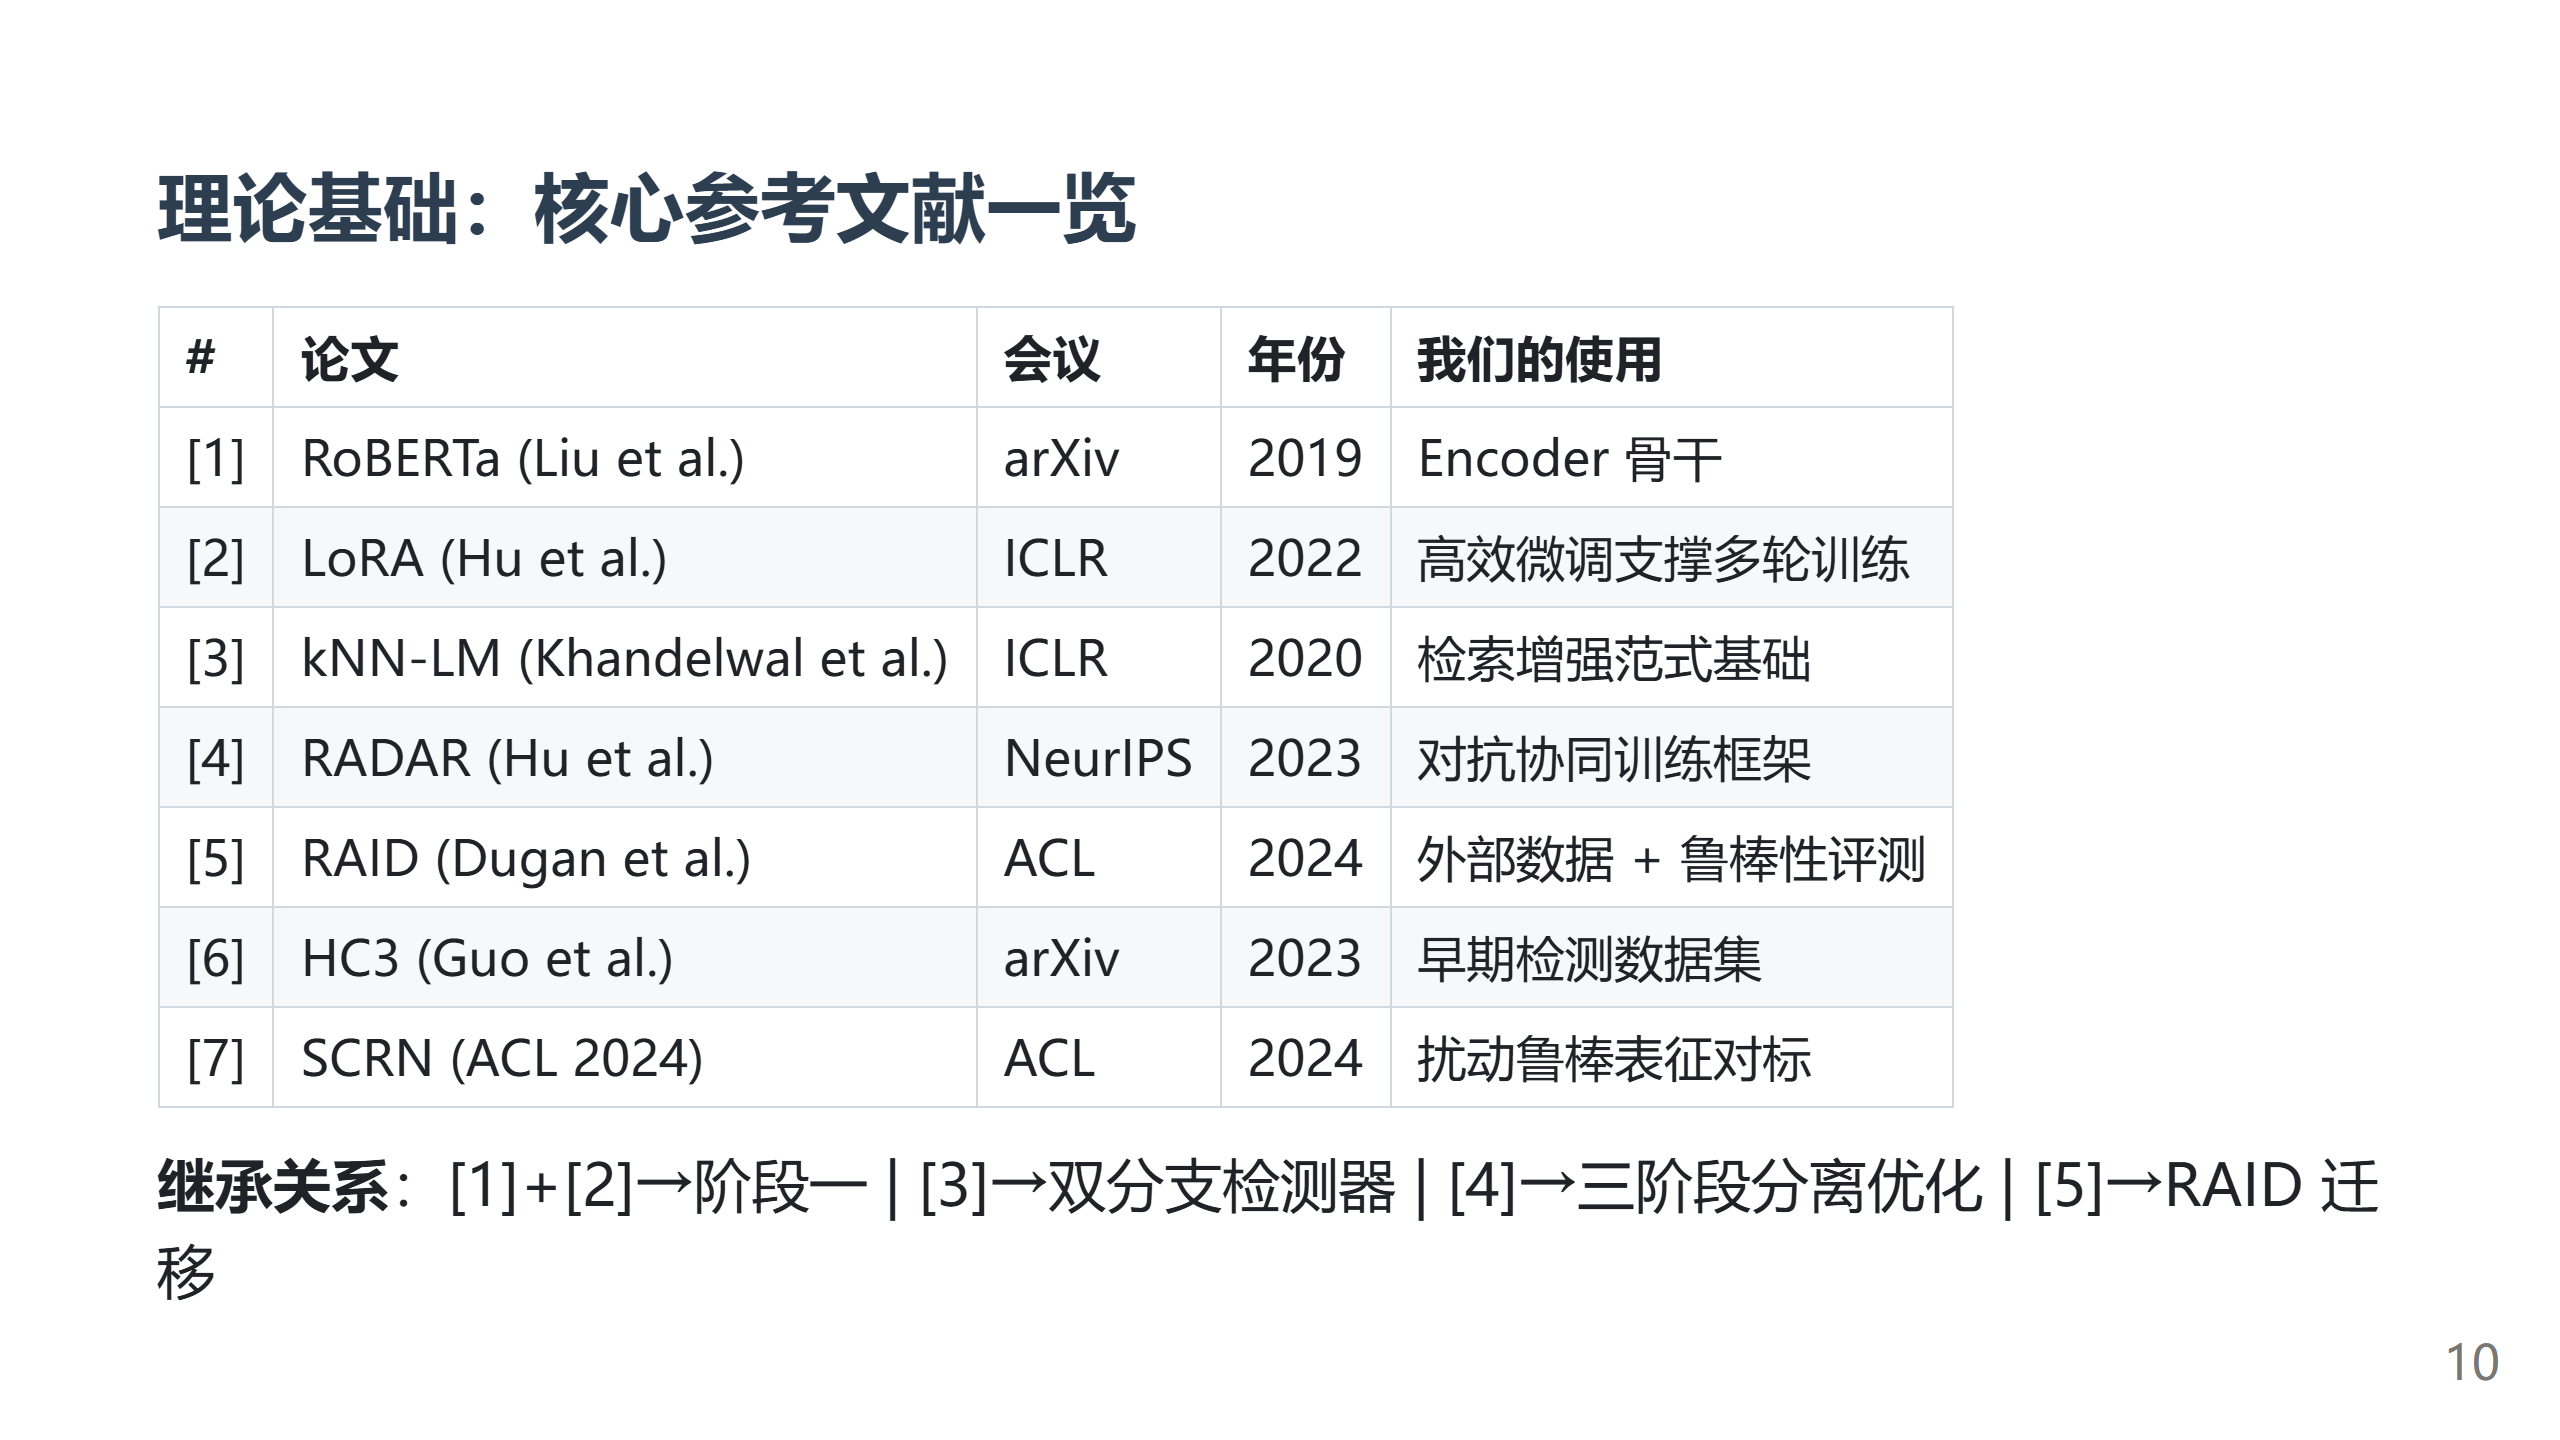 理论基础：核心参考文献一览
# 论文 会议 年份 我们的使用
[1] RoBERTa (Liu et al.) arXiv 2019 Encoder 骨干
[2] LoRA (Hu et al.) ICLR 2022 高效微调支撑多轮训练
[3] kNN-LM (Khandelwal et al.) ICLR 2020 检索增强范式基础
[4] RADAR (Hu et al.) NeurIPS 2023 对抗协同训练框架
[5] RAID (Dugan et al.) ACL 2024 外部数据 + 鲁棒性评测
[6] HC3 (Guo et al.) arXiv 2023 早期检测数据集
[7] SCRN (ACL 2024) ACL 2024 扰动鲁棒表征对标
继承关系：[1]+[2]→阶段一 | [3]→双分支检测器 | [4]→三阶段分离优化 | [5]→RAID 迁
移
10